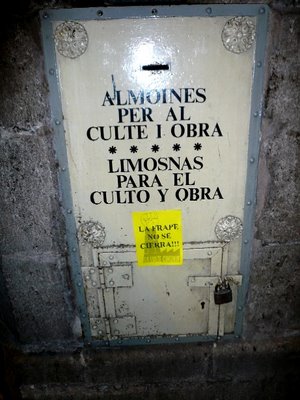 ALMOINES
PER AL
CULTE I OBRA
* * * * *
LIMOSNAS
PARA EL
CULTO Y OBRA
LA FRAPE
NO SE
CIERRA!!!